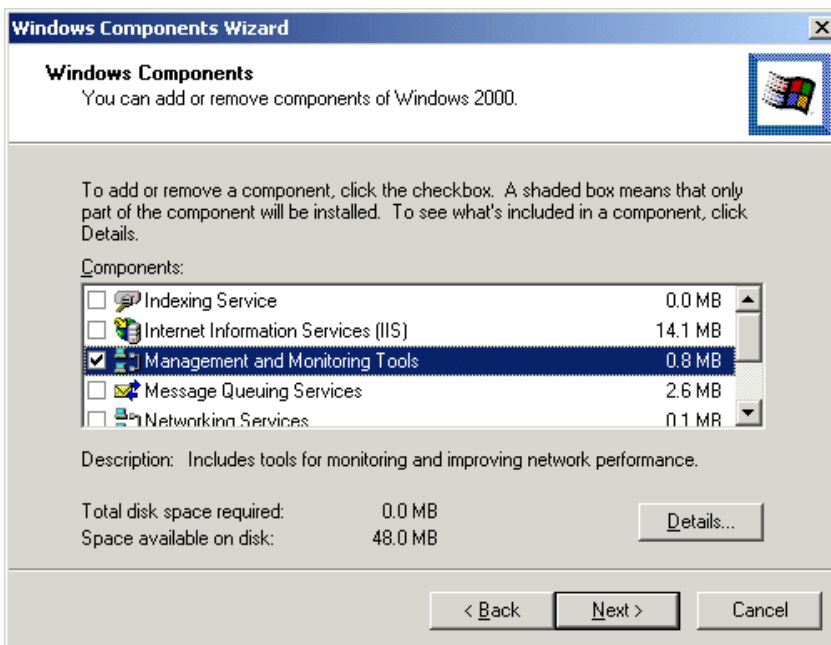 Windows Components Wizard
Windows Components
You can add or remove components of Windows 2000.
To add or remove a component, click the checkbox. A shaded box means that only
part of the component will be installed. To see what's included in a component, click
Details.
Components:
Indexing Service 0.0 MB
Internet Information Services (IIS) 14.1 MB
Management and Monitoring Tools 0.8 MB
Message Queuing Services 2.6 MB
Networking Services 0.1 MB
Description: Includes tools for monitoring and improving network performance.
Total disk space required: 0.0 MB
Space available on disk: 48.0 MB
Details...
< Back Next > Cancel